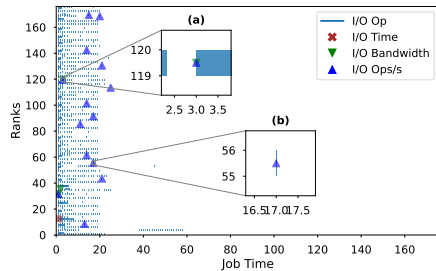 (a)
I/O Op
I/O Time
I/O Bandwidth
I/O Ops/s
120
119
2.5 3.0 3.5
(b)
56
55
16.5 17.0 17.5
Ranks
160
140
120
100
80
60
40
20
0
0 20 40 60 80 100 120 140 160
Job Time